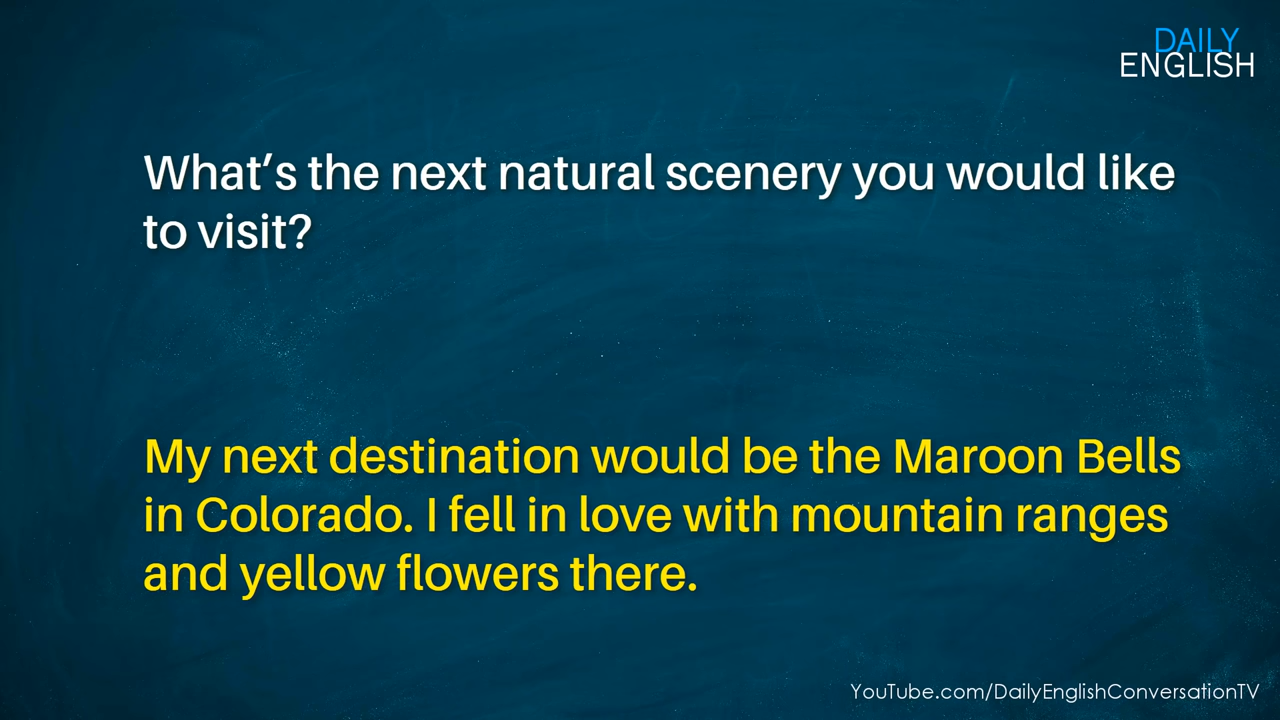 DAILY
ENGLISH
What’s the next natural scenery you would like
to visit?
My next destination would be the Maroon Bells
in Colorado. I fell in love with mountain ranges
and yellow flowers there.
YouTube.com/DailyEnglishConversationTV